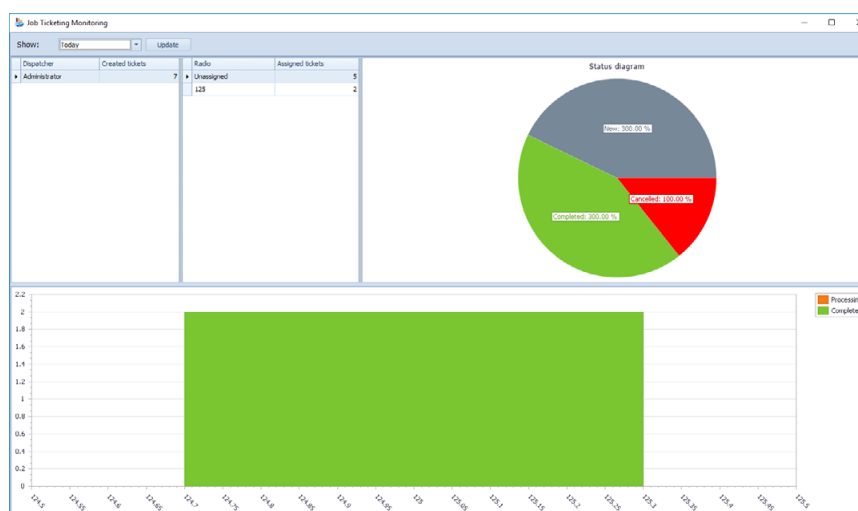 Job Ticketing Monitoring
Show: Today Update
Dispatcher Created tickets Radio Assigned tickets
Administrator 7 Unassigned 5
125 2
Status diagram
New: 300.00 %
Cancelled: 100.00 %
Completed: 300.00 %
2.2
2
1.8
1.6
1.4
1.2
1
0.8
0.6
0.4
0.2
0
Processin
Complete
124.5 124.55 124.6 124.65 124.7 124.75 124.8 124.85 124.9 124.95 125 125.05 125.1 125.15 125.2 125.25 125.3 125.35 125.4 125.45 125.5